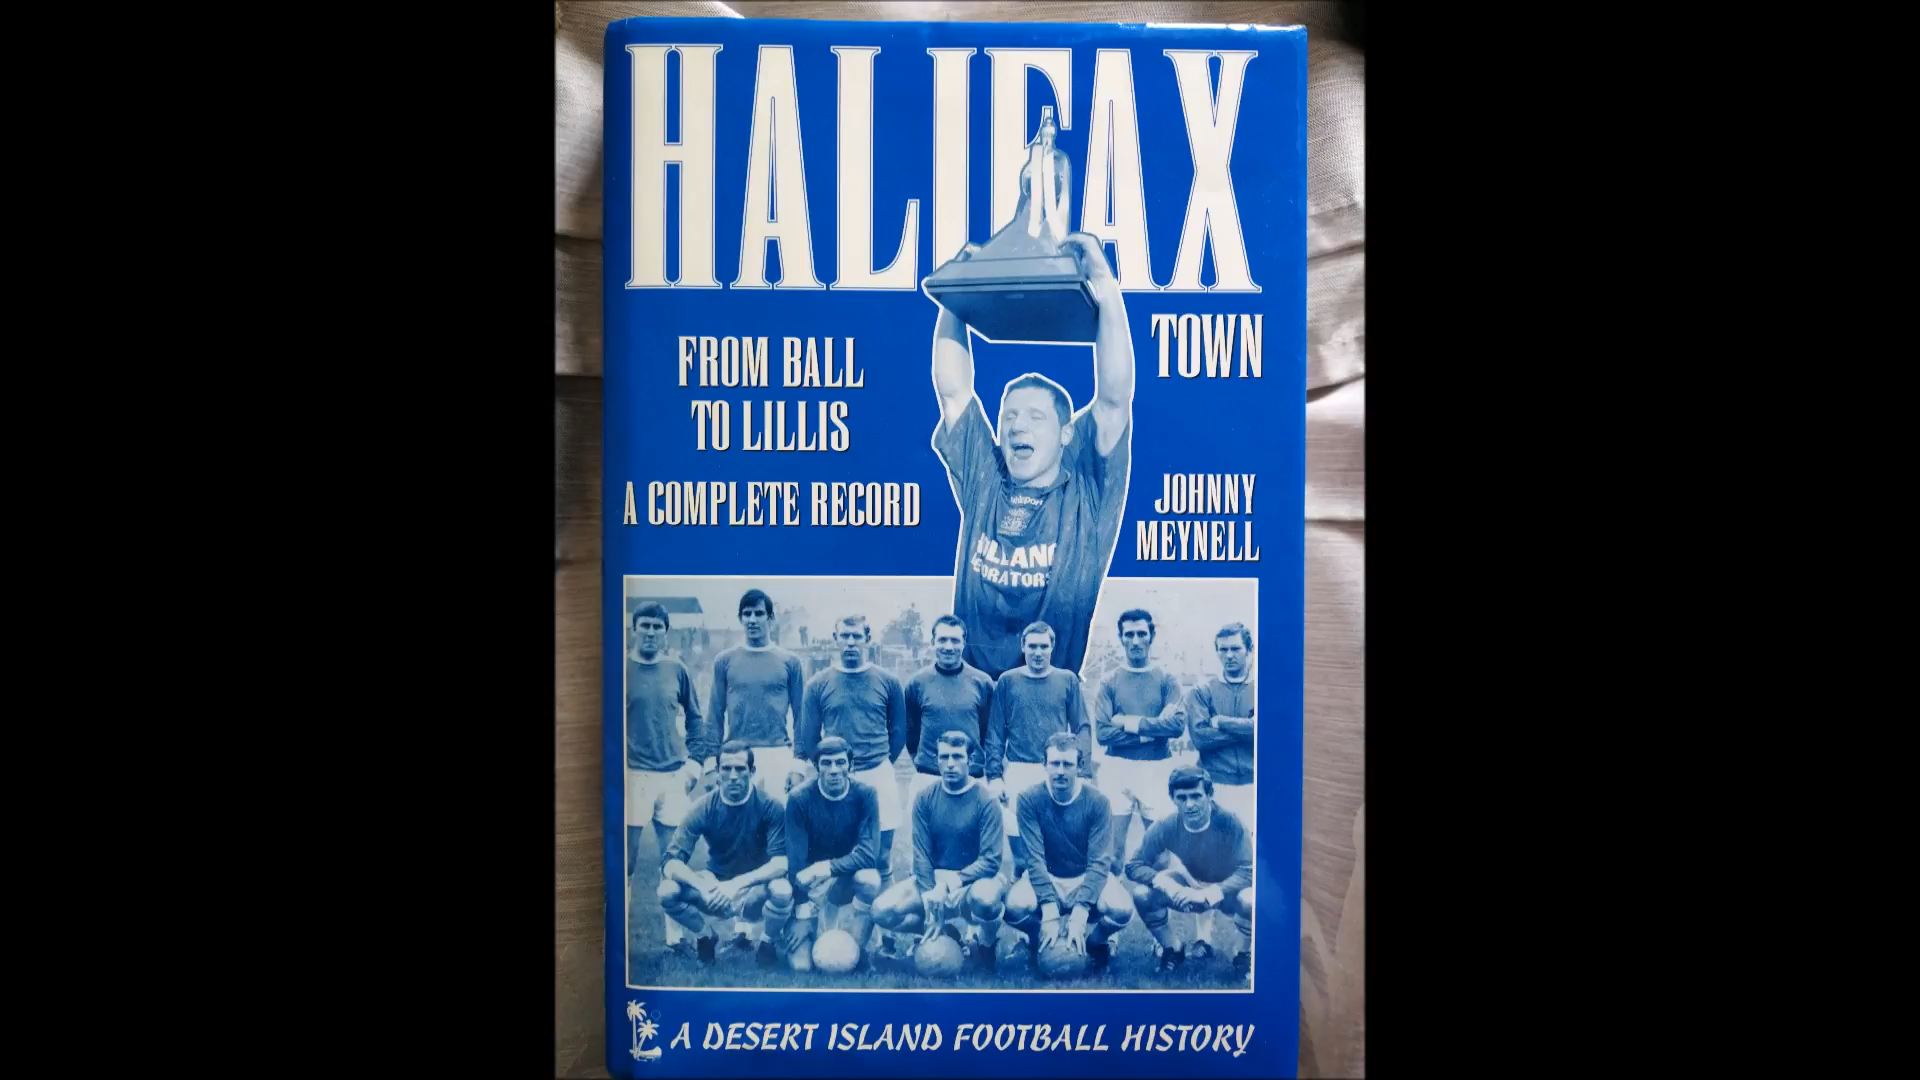 HALIFAX
TOWN
FROM BALL
TO LILLIS
A COMPLETE RECORD
JOHNNY
MEYNELL
A DESERT ISLAND FOOTBALL HISTORY